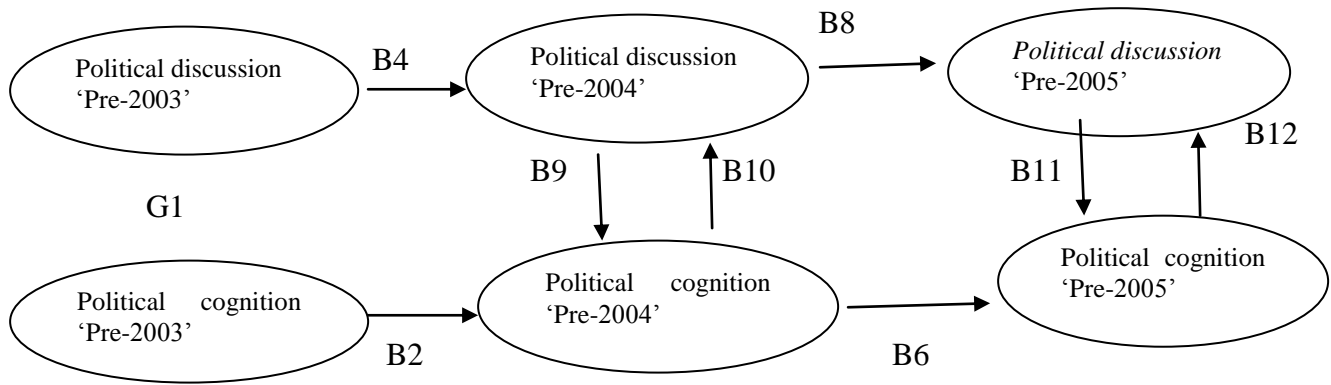 Political discussion
‘Pre-2003’
B4
Political discussion
‘Pre-2004’
B8
Political discussion
‘Pre-2005’
B9
B10
B11
B12
G1
Political cognition
‘Pre-2003’
B2
Political cognition
‘Pre-2004’
B6
Political cognition
‘Pre-2005’